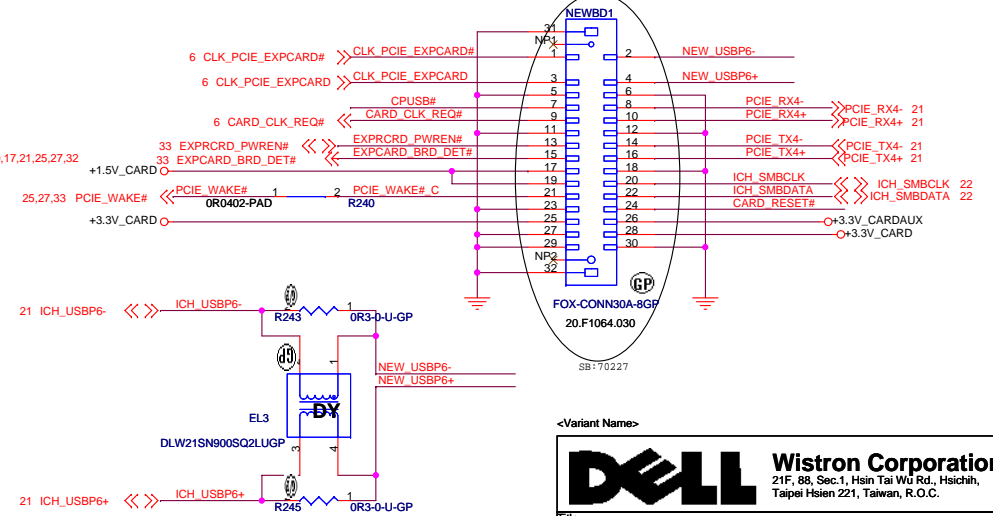 NEWBD1
31
NP1
6 CLK_PCIE_EXPCARD# CLK_PCIE_EXPCARD# 1 2 NEW_USBP6-
6 CLK_PCIE_EXPCARD CLK_PCIE_EXPCARD 3 4 NEW_USBP6+
5 6
CPUSB# 7 8 PCIE_RX4- PCIE_RX4- 21
6 CARD_CLK_REQ# CARD_CLK_REQ# 9 10 PCIE_RX4+ PCIE_RX4+ 21
11 12
33 EXPRCRD_PWREN# EXPRCRD_PWREN# 13 14 PCIE_TX4- PCIE_TX4- 21
33 EXPCARD_BRD_DET# EXPCARD_BRD_DET# 15 16 PCIE_TX4+ PCIE_TX4+ 21
,17,21,25,27,32
+1.5V_CARD 17 18
19 20 ICH_SMBCLK ICH_SMBCLK 22
25,27,33 PCIE_WAKE# PCIE_WAKE# 1 2 PCIE_WAKE#_C 21 22 ICH_SMBDATA ICH_SMBDATA 22
0R0402-PAD R240 23 24 CARD_RESET#
+3.3V_CARD 25 26 +3.3V_CARDAUX
27 28 +3.3V_CARD
29 30
NP2
32
GP
FOX-CONN30A-8GP
20.F1064.030
SB:70227
21 ICH_USBP6- ICH_USBP6- 1
GP
R243 0R3-0-U-GP
GP
1
NEW_USBP6-
NEW_USBP6+
EL3
DY
DLW21SN900SQ2LUGP
3 4
GP
21 ICH_USBP6+ ICH_USBP6+ 1
R245 0R3-0-U-GP
<Variant Name>
DELL
Wistron Corporation
21F, 88, Sec.1, Hsin Tai Wu Rd., Hsichih,
Taipei Hsien 221, Taiwan, R.O.C.